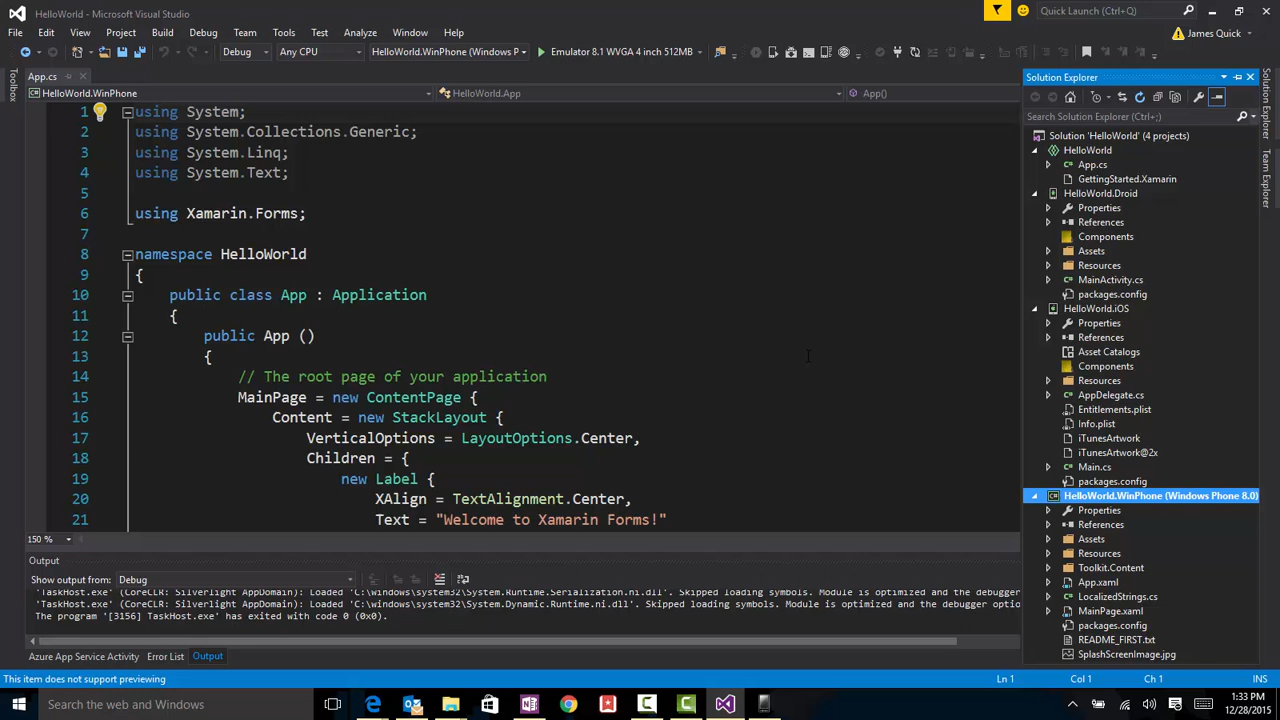 HelloWorld - Microsoft Visual Studio
Quick Launch (Ctrl+Q)
File Edit View Project Build Debug Team Tools Test Analyze Window Help
James Quick
Debug Any CPU HelloWorld.WinPhone (Windows P Emulator 8.1 WVGA 4 inch 512MB
Toolbox
App.cs
HelloWorld.WinPhone HelloWorld.App App()
1 using System;
2 using System.Collections.Generic;
3 using System.Linq;
4 using System.Text;
5
6 using Xamarin.Forms;
7
8 namespace HelloWorld
9 {
10 public class App : Application
11 {
12 public App ()
13 {
14 // The root page of your application
15 MainPage = new ContentPage {
16 Content = new StackLayout {
17 VerticalOptions = LayoutOptions.Center,
18 Children = {
19 new Label {
20 XAlign = TextAlignment.Center,
21 Text = "Welcome to Xamarin Forms!"
150 %
Output
Show output from: Debug
'TaskHost.exe' (CoreCLR: Silverlight AppDomain): Loaded 'C:\windows\system32\System.Runtime.Serialization.ni.dll'. Skipped loading symbols. Module is optimized and the debugger
'TaskHost.exe' (CoreCLR: Silverlight AppDomain): Loaded 'C:\windows\system32\System.Dynamic.Runtime.ni.dll'. Skipped loading symbols. Module is optimized and the debugger optio
The program '[3156] TaskHost.exe' has exited with code 0 (0x0).
Azure App Service Activity Error List Output
Solution Explorer
Search Solution Explorer (Ctrl+;)
Solution 'HelloWorld' (4 projects)
HelloWorld
App.cs
GettingStarted.Xamarin
HelloWorld.Droid
Properties
References
Components
Assets
Resources
MainActivity.cs
packages.config
HelloWorld.iOS
Properties
References
Asset Catalogs
Components
Resources
AppDelegate.cs
Entitlements.plist
Info.plist
iTunesArtwork
iTunesArtwork@2x
Main.cs
packages.config
HelloWorld.WinPhone (Windows Phone 8.0)
Properties
References
Assets
Resources
Toolkit.Content
App.xaml
LocalizedStrings.cs
MainPage.xaml
packages.config
README_FIRST.txt
SplashScreenImage.jpg
Solution Explorer
Team Explorer
This item does not support previewing Ln 1 Col 1 Ch 1 INS
Search the web and Windows
1:33 PM
12/28/2015